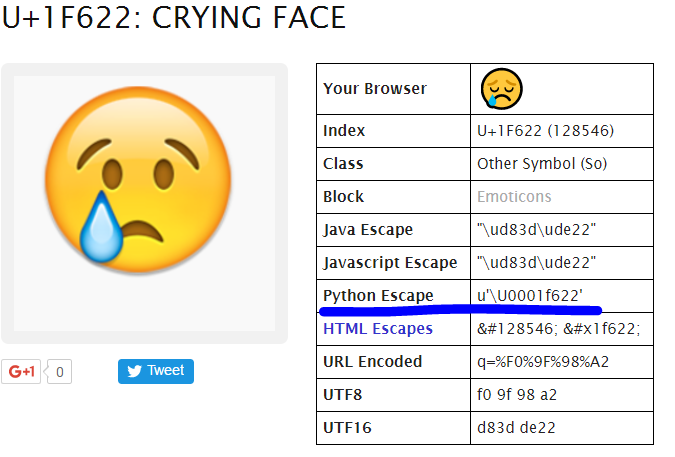 U+1F622: CRYING FACE
Your Browser
Index U+1F622 (128546)
Class Other Symbol (So)
Block Emoticons
Java Escape "\ud83d\ude22"
Javascript Escape "\ud83d\ude22"
Python Escape u'\U0001f622'
HTML Escapes &#128546; &#x1f622;
URL Encoded q=%F0%9F%98%A2
UTF8 f0 9f 98 a2
UTF16 d83d de22
G+1 0 Tweet